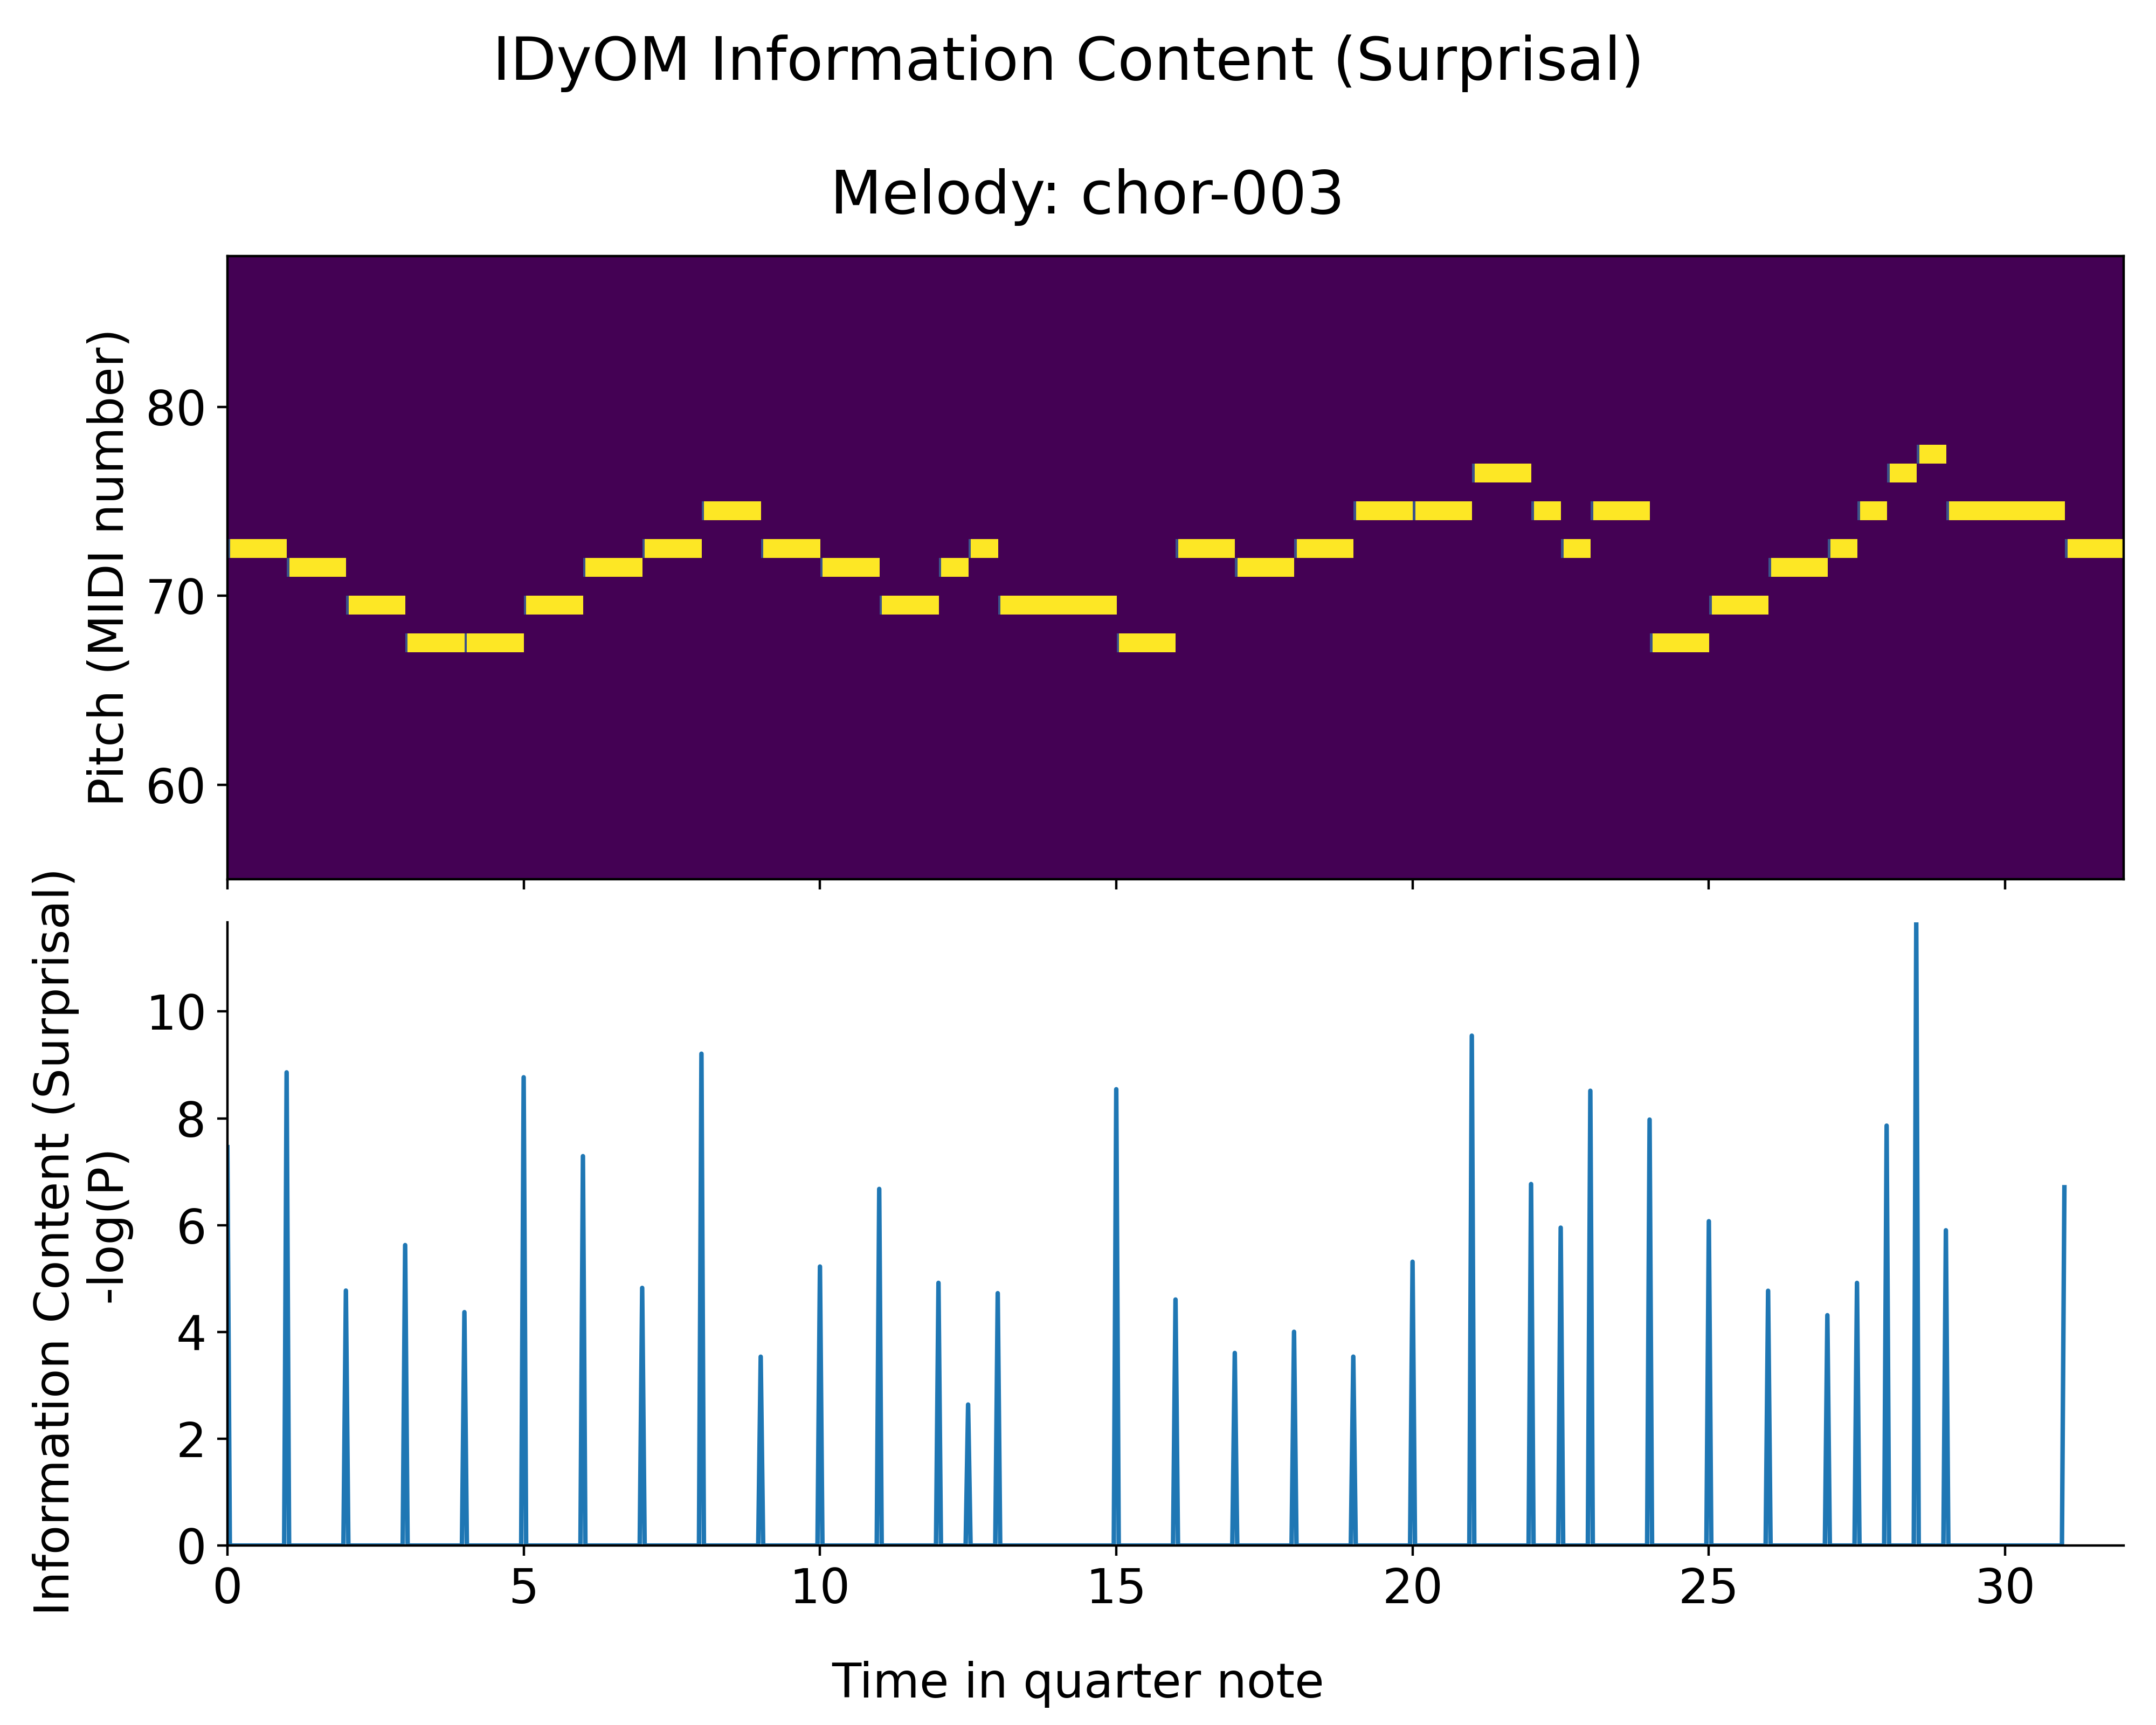 IDyOM Information Content (Surprisal)
Melody: chor-003
Pitch (MIDI number)
80
70
60
Information Content (Surprisal)
-log(P)
10
8
6
4
2
0
0 5 10 15 20 25 30
Time in quarter note